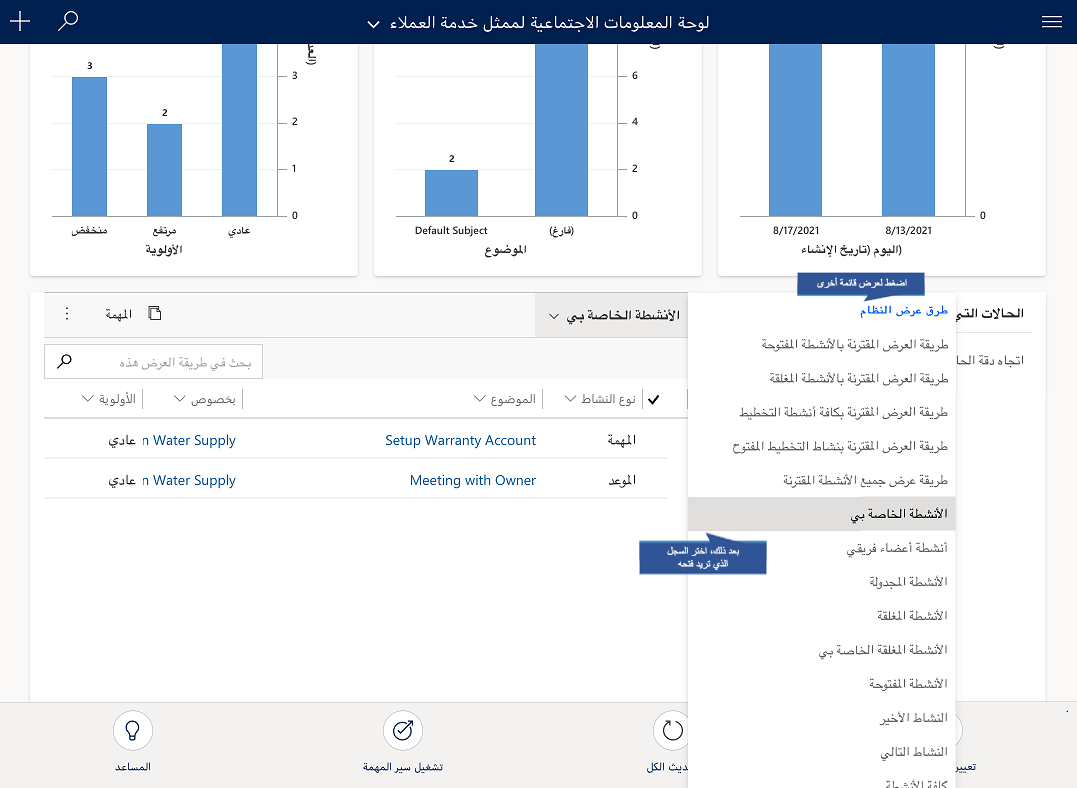 لوحة المعلومات الاجتماعية لممثل خدمة العملاء
3
2
3
2
1
0
منخفض
مرتفع
عادي
الأولوية
2
6
4
2
0
Default Subject
(فارغ)
الموضوع
0
8/17/2021
8/13/2021
اليوم (تاريخ الإنشاء)
اضغط لعرض قائمة أخرى
الحالات
اتجاه دقة
المهمة
الأنشطة الخاصة بي
بحث في طريقة العرض هذه
نوع النشاط
الموضوع
بخصوص
الأولوية
المهمة
Setup Warranty Account
n Water Supply
عادي
الموعد
Meeting with Owner
n Water Supply
عادي
طرق عرض النظام
طريقة العرض المقترنة بالأنشطة المفتوحة
طريقة العرض المقترنة بالأنشطة المغلقة
طريقة العرض المقترنة بكافة أنشطة التخطيط
طريقة العرض المقترنة بنشاط التخطيط المفتوح
طريقة عرض جميع الأنشطة المقترنة
الأنشطة الخاصة بي
أنشطة أعضاء فريقي
الأنشطة المجدولة
الأنشطة المغلقة
الأنشطة المغلقة الخاصة بي
الأنشطة المفتوحة
النشاط الأخير
النشاط التالي
كافة الأنشطة
بعد ذلك، اختر السجل
الذي تريد فتحه
تعيين
ديث الكل
تشغيل سير المهمة
المساعد